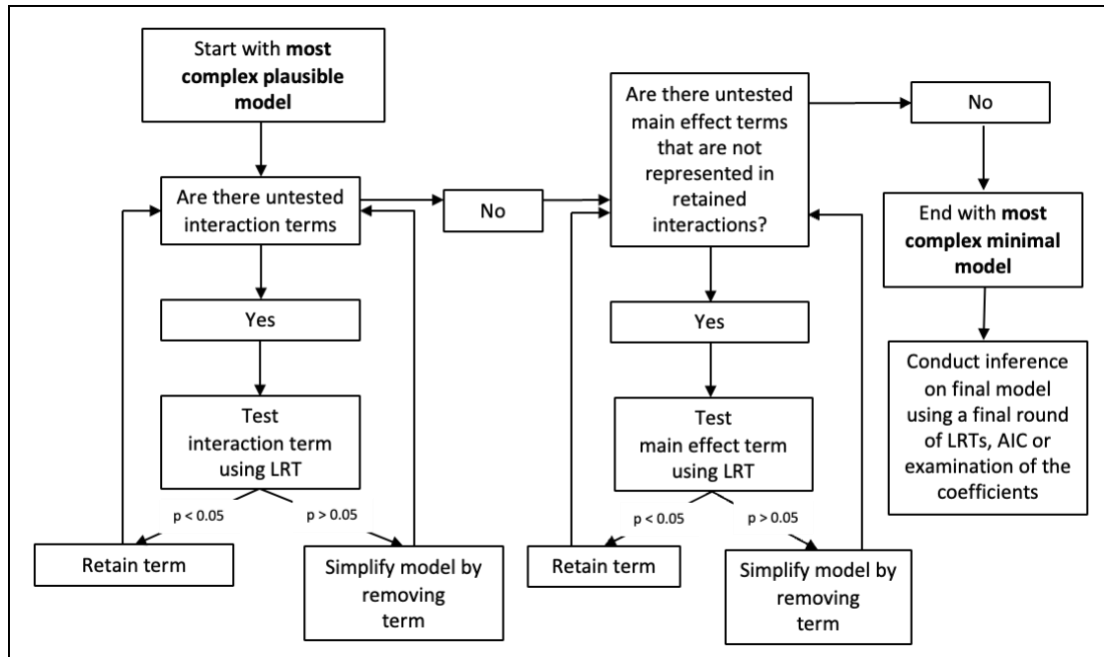 Start with most
complex plausible
model
Are there untested
interaction terms
No
Yes
Test
interaction term
using LRT
p < 0.05
p > 0.05
Retain term
Simplify model by
removing
term
Are there untested
main effect terms
that are not
represented in
retained
interactions?
Yes
Test
main effect term
using LRT
p < 0.05
p > 0.05
Retain term
Simplify model by
removing
term
No
End with most
complex minimal
model
Conduct inference
on final model
using a final round
of LRTs, AIC or
examination of the
coefficients